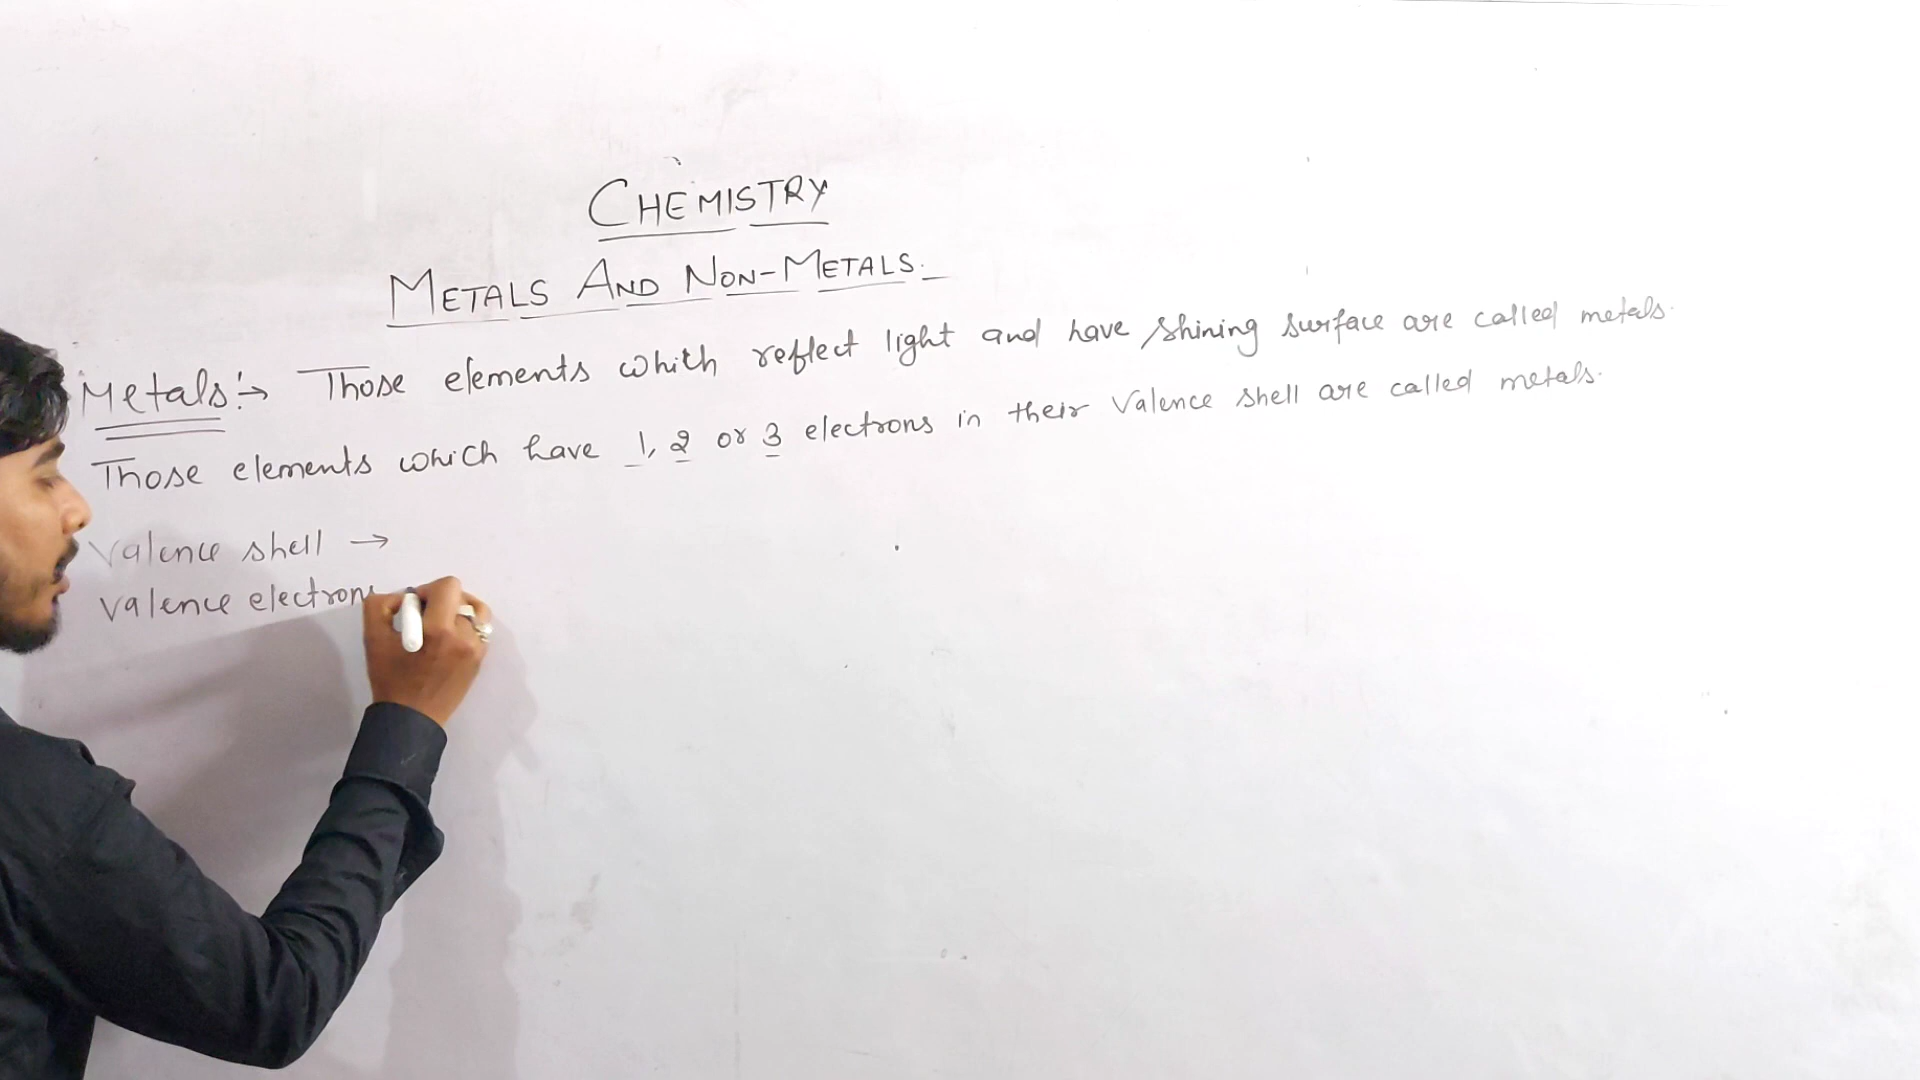 CHEMISTRY
METALS AND NON-METALS.
Metals:→ Those elements which reflect light and have shining surface are called metals.
Those elements which have 1, 2 or 3 electrons in their Valence shell are called metals.
Valence shell →
Valence electrons